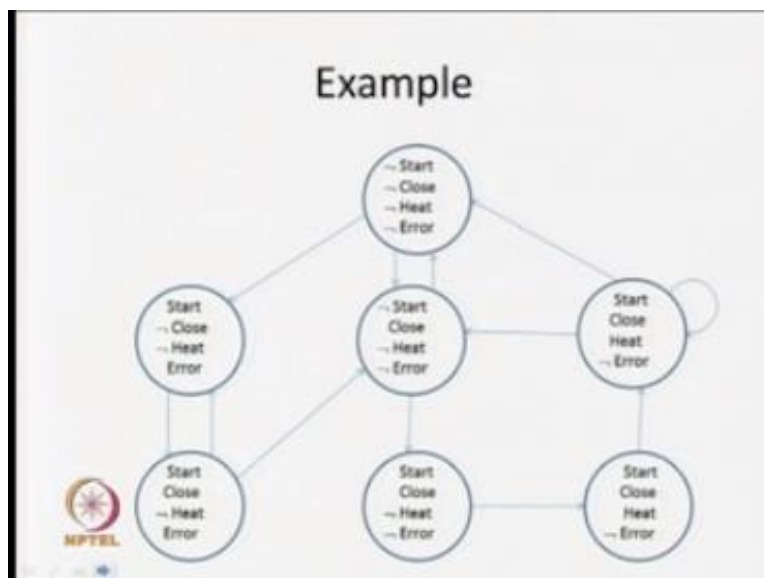 Example
¬ Start
¬ Close
¬ Heat
¬ Error
Start
¬ Close
¬ Heat
Error
¬ Start
Close
¬ Heat
¬ Error
Start
Close
Heat
¬ Error
Start
Close
¬ Heat
Error
Start
Close
¬ Heat
¬ Error
Start
Close
Heat
¬ Error
NPTEL